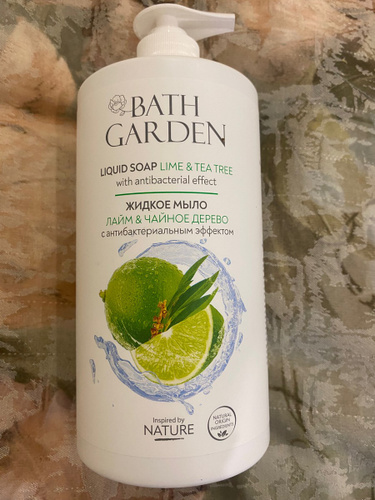 BATH
GARDEN
LIQUID SOAP LIME & TEA TREE
with antibacterial effect
ЖИДКОЕ МЫЛО
ЛАЙМ & ЧАЙНОЕ ДЕРЕВО
с антибактериальным эффектом
Inspired by
NATURE
NATURAL
ORIGIN
INGREDIENTS